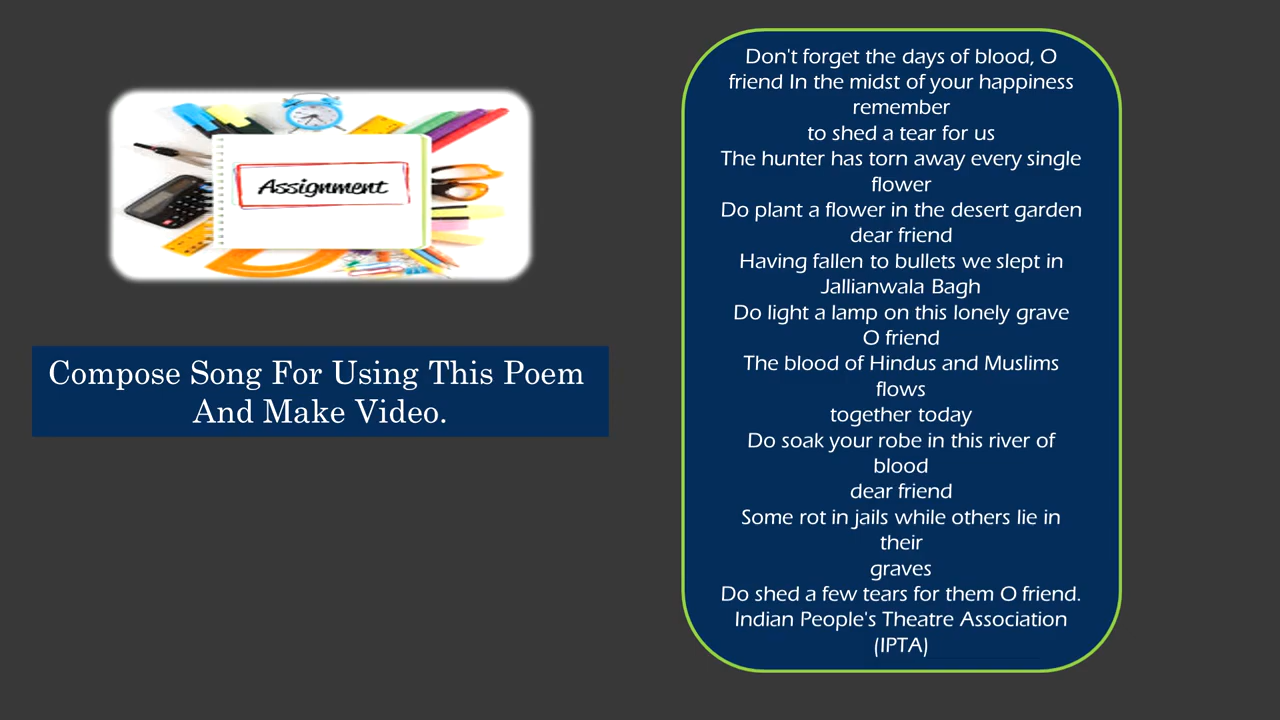 Assignment
Compose Song For Using This Poem
And Make Video.
Don't forget the days of blood, O
friend In the midst of your happiness
remember
to shed a tear for us
The hunter has torn away every single
flower
Do plant a flower in the desert garden
dear friend
Having fallen to bullets we slept in
Jallianwala Bagh
Do light a lamp on this lonely grave
O friend
The blood of Hindus and Muslims
flows
together today
Do soak your robe in this river of
blood
dear friend
Some rot in jails while others lie in
their
graves
Do shed a few tears for them O friend.
Indian People's Theatre Association
(IPTA)